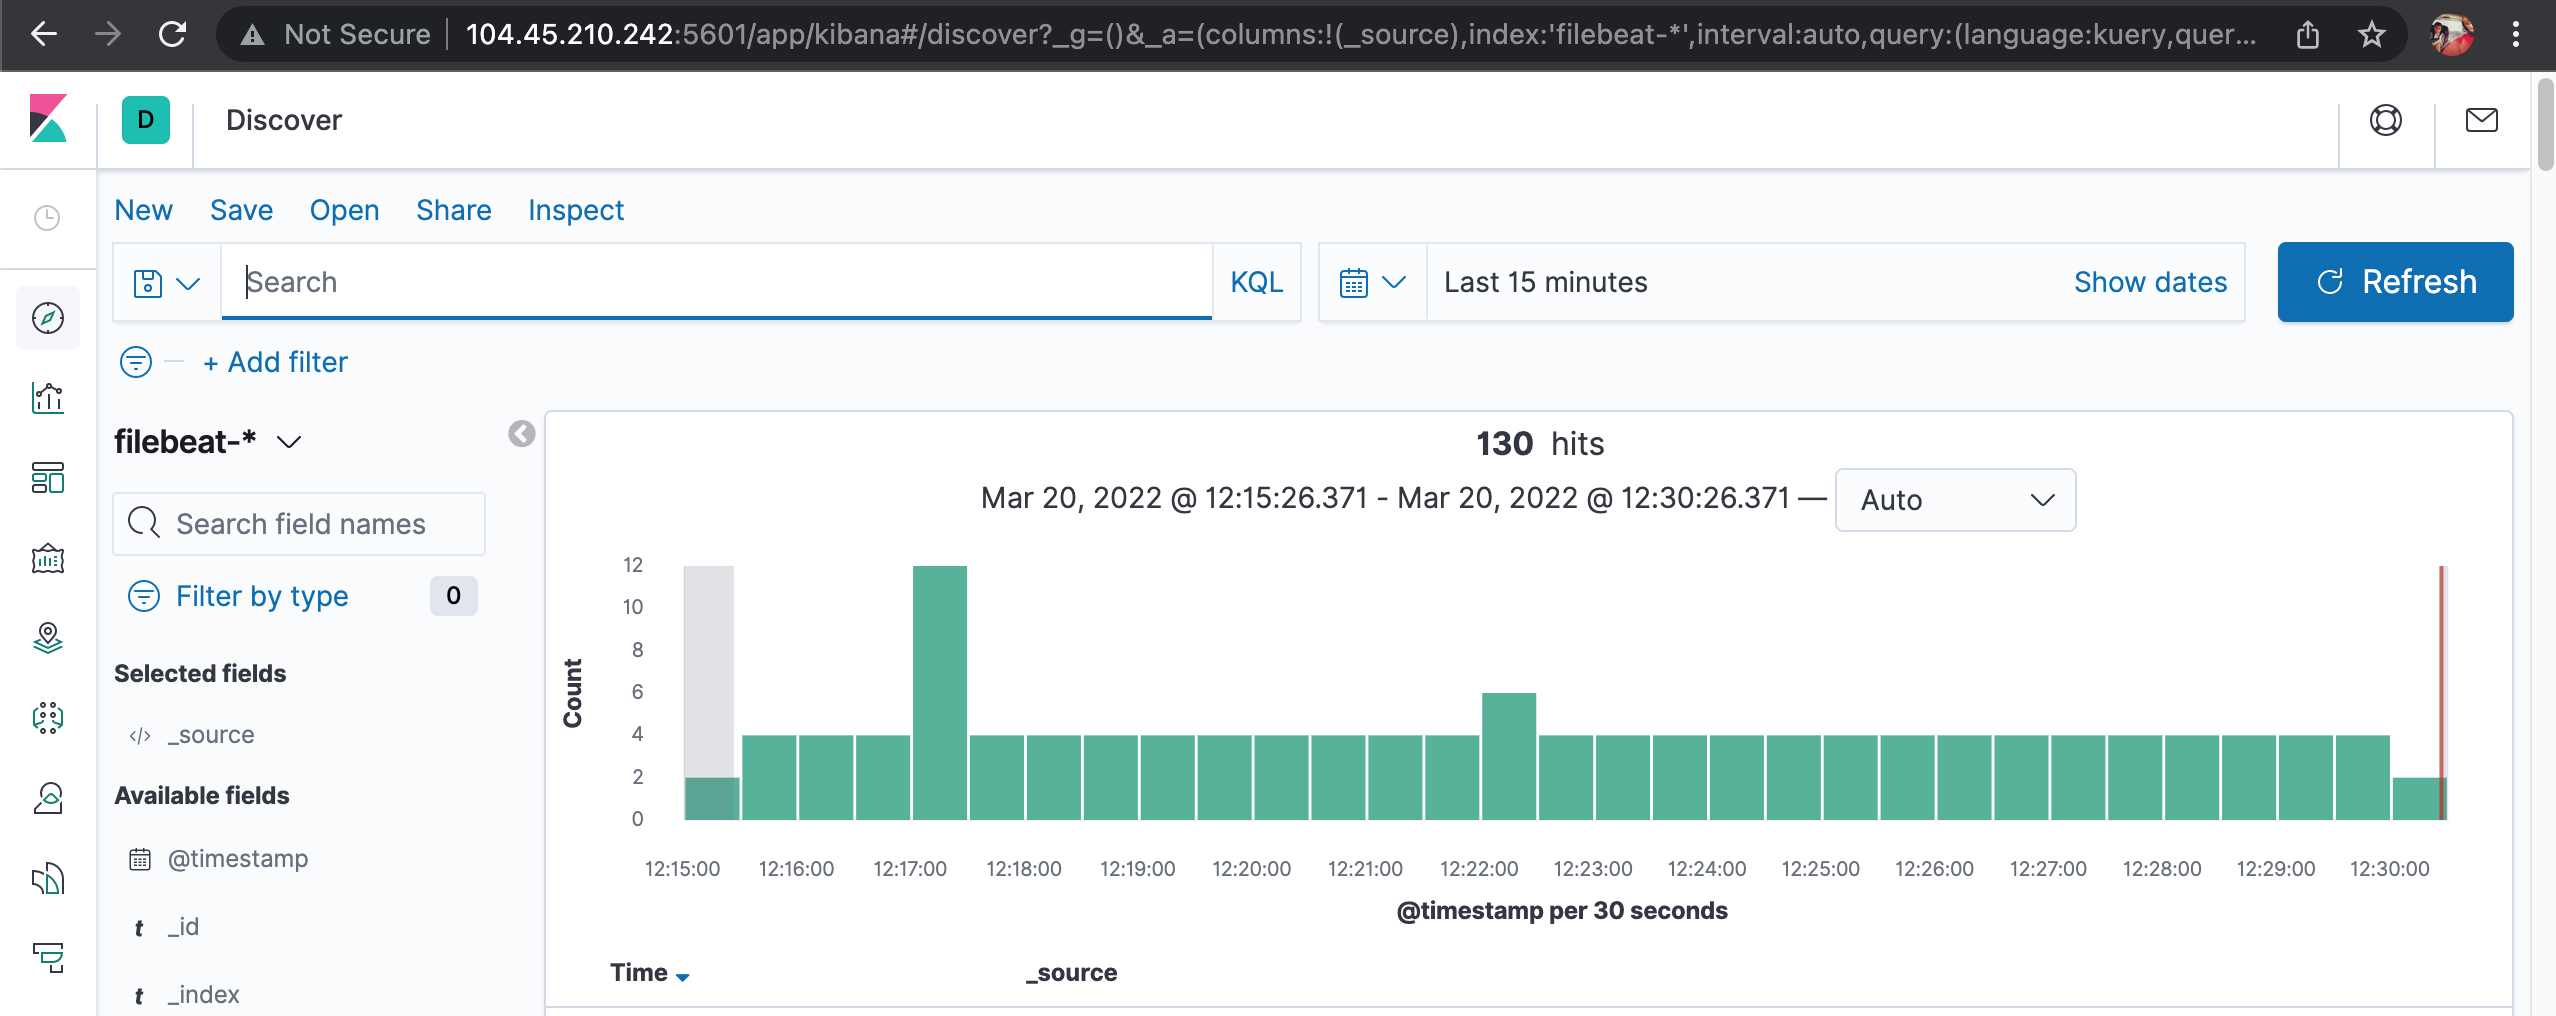 Not Secure | 104.45.210.242:5601/app/kibana#/discover?_g=()&_a=(columns:!(_source),index:'filebeat-*',interval:auto,query:(language:kuery,quer...
D Discover
New Save Open Share Inspect
Search KQL Last 15 minutes Show dates Refresh
+ Add filter
filebeat-*
Search field names
Filter by type 0
Selected fields
</> _source
Available fields
@timestamp
t _id
t _index
130 hits
Mar 20, 2022 @ 12:15:26.371 - Mar 20, 2022 @ 12:30:26.371 — Auto
Count
12
10
8
6
4
2
0
12:15:00 12:16:00 12:17:00 12:18:00 12:19:00 12:20:00 12:21:00 12:22:00 12:23:00 12:24:00 12:25:00 12:26:00 12:27:00 12:28:00 12:29:00 12:30:00
@timestamp per 30 seconds
Time _source